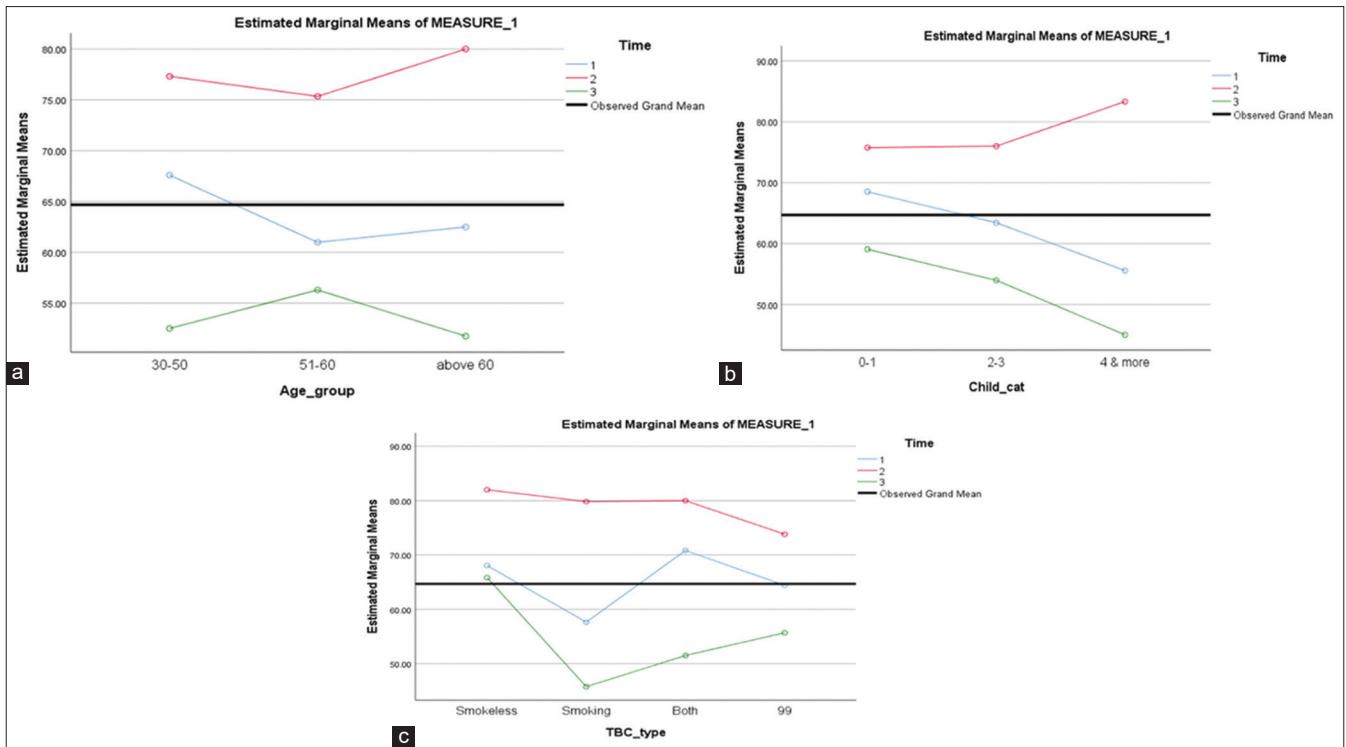 Estimated Marginal Means of MEASURE_1
Time
1
2
3
Observed Grand Mean
Estimated Marginal Means
80.00
75.00
70.00
65.00
60.00
55.00
30-50
51-60
above 60
Age_group
a
Estimated Marginal Means of MEASURE_1
Time
1
2
3
Observed Grand Mean
Estimated Marginal Means
90.00
80.00
70.00
60.00
50.00
0-1
2-3
4 & more
Child_cat
b
Estimated Marginal Means of MEASURE_1
Time
1
2
3
Observed Grand Mean
Estimated Marginal Means
90.00
80.00
70.00
60.00
50.00
Smokeless
Smoking
Both
99
TBC_type
c